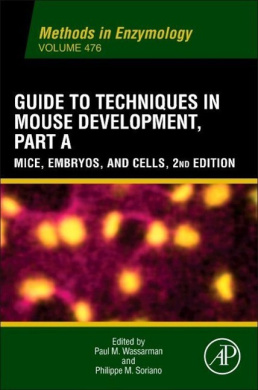 Methods in Enzymology
VOLUME 476
GUIDE TO TECHNIQUES IN
MOUSE DEVELOPMENT,
PART A
MICE, EMBRYOS, AND CELLS, 2ND EDITION
Edited by
Paul M. Wassarman
and
Philippe M. Soriano
AP